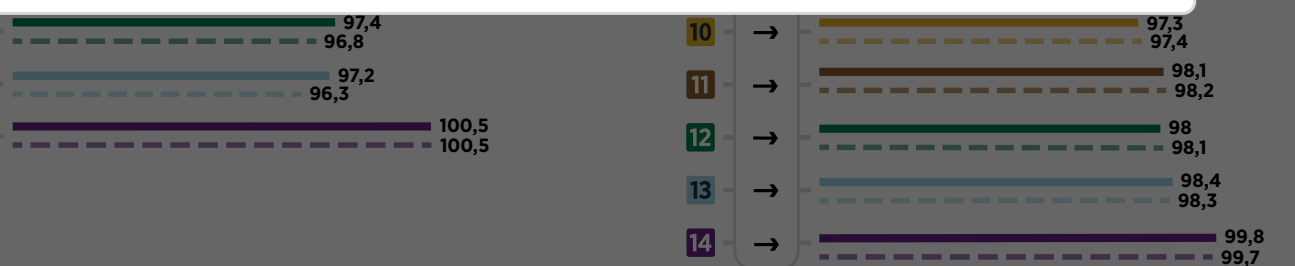 97,4
96,8
97,2
96,3
100,5
100,5
10 → 97,3
97,4
11 → 98,1
98,2
12 → 98
98,1
13 → 98,4
98,3
14 → 99,8
99,7